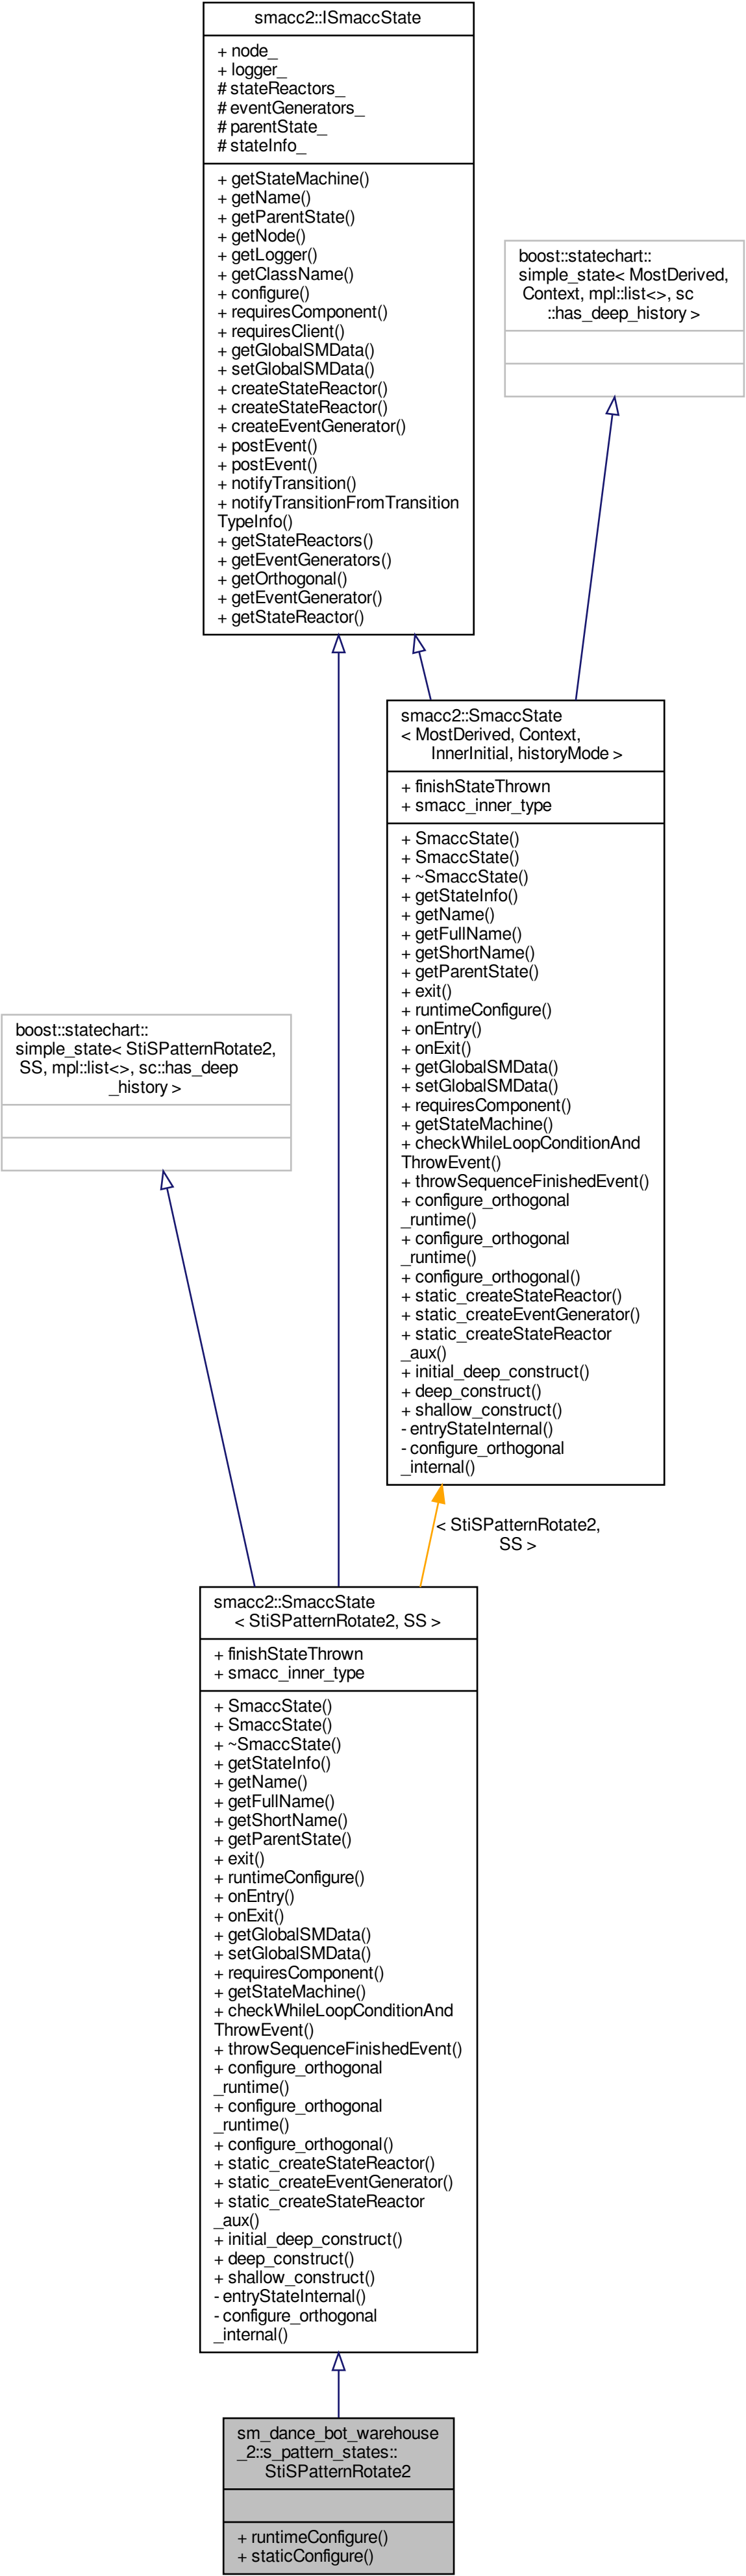 smacc2::ISmaccState
+ node_
+ logger_
# stateReactors_
# eventGenerators_
# parentState_
# stateInfo_
+ getStateMachine()
+ getName()
+ getParentState()
+ getNode()
+ getLogger()
+ getClassName()
+ configure()
+ requiresComponent()
+ requiresClient()
+ getGlobalSMData()
+ setGlobalSMData()
+ createStateReactor()
+ createStateReactor()
+ createEventGenerator()
+ postEvent()
+ postEvent()
+ notifyTransition()
+ notifyTransitionFromTransition
TypeInfo()
+ getStateReactors()
+ getEventGenerators()
+ getOrthogonal()
+ getEventGenerator()
+ getStateReactor()
boost::statechart::
simple_state< MostDerived,
Context, mpl::list<>, sc
::has_deep_history >
smacc2::SmaccState
< MostDerived, Context,
InnerInitial, historyMode >
+ finishStateThrown
+ smacc_inner_type
+ SmaccState()
+ SmaccState()
+ ~SmaccState()
+ getStateInfo()
+ getName()
+ getFullName()
+ getShortName()
+ getParentState()
+ exit()
+ runtimeConfigure()
+ onEntry()
+ onExit()
+ getGlobalSMData()
+ setGlobalSMData()
+ requiresComponent()
+ getStateMachine()
+ checkWhileLoopConditionAnd
ThrowEvent()
+ throwSequenceFinishedEvent()
+ configure_orthogonal
_runtime()
+ configure_orthogonal
_runtime()
+ configure_orthogonal()
+ static_createStateReactor()
+ static_createEventGenerator()
+ static_createStateReactor
_aux()
+ initial_deep_construct()
+ deep_construct()
+ shallow_construct()
- entryStateInternal()
- configure_orthogonal
_internal()
boost::statechart::
simple_state< StiSPatternRotate2,
SS, mpl::list<>, sc::has_deep
_history >
< StiSPatternRotate2,
SS >
smacc2::SmaccState
< StiSPatternRotate2, SS >
+ finishStateThrown
+ smacc_inner_type
+ SmaccState()
+ SmaccState()
+ ~SmaccState()
+ getStateInfo()
+ getName()
+ getFullName()
+ getShortName()
+ getParentState()
+ exit()
+ runtimeConfigure()
+ onEntry()
+ onExit()
+ getGlobalSMData()
+ setGlobalSMData()
+ requiresComponent()
+ getStateMachine()
+ checkWhileLoopConditionAnd
ThrowEvent()
+ throwSequenceFinishedEvent()
+ configure_orthogonal
_runtime()
+ configure_orthogonal
_runtime()
+ configure_orthogonal()
+ static_createStateReactor()
+ static_createEventGenerator()
+ static_createStateReactor
_aux()
+ initial_deep_construct()
+ deep_construct()
+ shallow_construct()
- entryStateInternal()
- configure_orthogonal
_internal()
sm_dance_bot_warehouse
_2::s_pattern_states::
StiSPatternRotate2
+ runtimeConfigure()
+ staticConfigure()